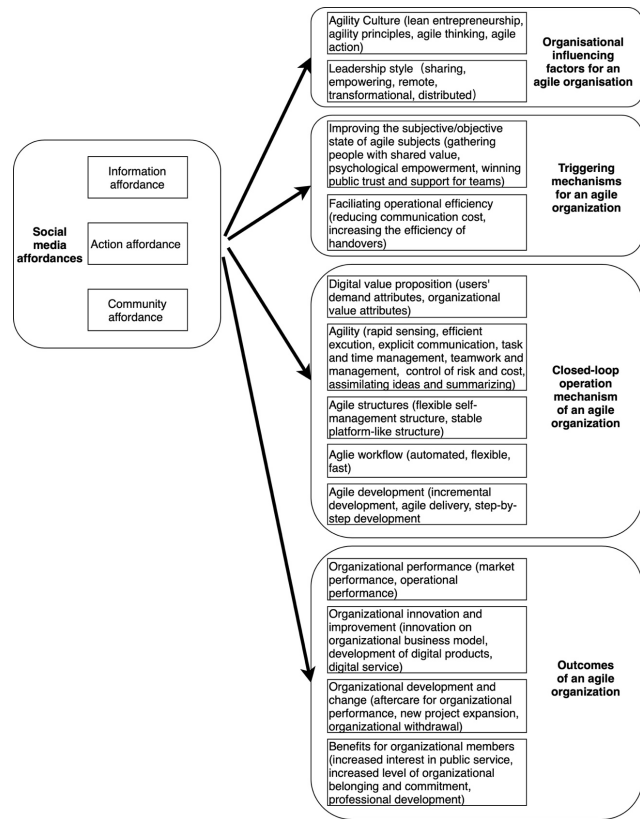 Social
media
affordances
Information
affordance
Action affordance
Community
affordance
Agility Culture (lean entrepreneurship,
agility principles, agile thinking, agile
action)
Leadership style (sharing,
empowering, remote,
transformational, distributed)
Organisational
influencing
factors for an
agile organisation
Improving the subjective/objective
state of agile subjects (gathering
people with shared value,
psychological empowerment, winning
public trust and support for teams)
Faciliating operational efficiency
(reducing communication cost,
increasing the efficiency of
handovers)
Triggering
mechanisms
for an agile
organization
Digital value proposition (users'
demand attributes, organizational
value attributes)
Agility (rapid sensing, efficient
excution, explicit communication, task
and time management, teamwork and
management, control of risk and cost,
assimilating ideas and summarizing)
Agile structures (flexible self-
management structure, stable
platform-like structure)
Aglie workflow (automated, flexible,
fast)
Agile development (incremental
development, agile delivery, step-by-
step development
Closed-loop
operation
mechanism
of an agile
organization
Organizational performance (market
performance, operational
performance)
Organizational innovation and
improvement (innovation on
organizational business model,
development of digital products,
digital service)
Organizational development and
change (aftercare for organizational
performance, new project expansion,
organizational withdrawal)
Benefits for organizational members
(increased interest in public service,
increased level of organizational
belonging and commitment,
professional development)
Outcomes
of an agile
organization